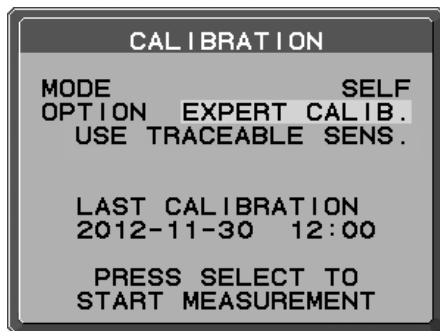 CALIBRATION
MODE SELF
OPTION EXPERT CALIB.
USE TRACEABLE SENS.
LAST CALIBRATION
2012-11-30 12:00
PRESS SELECT TO
START MEASUREMENT